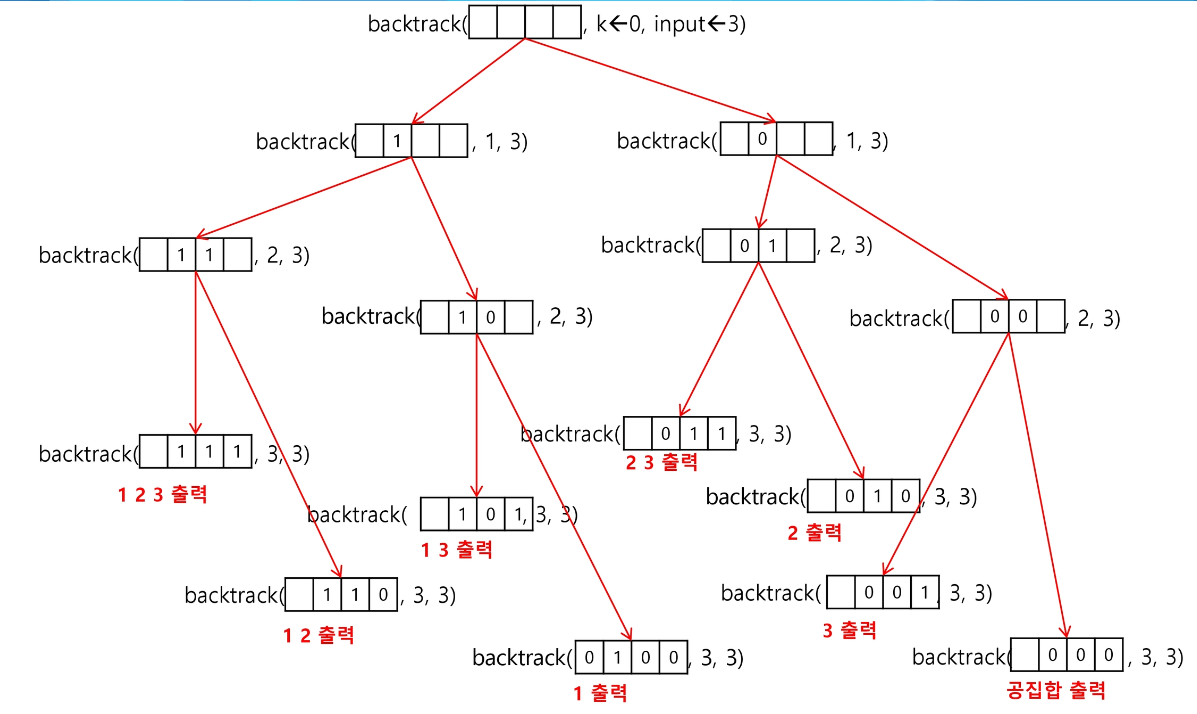 backtrack( , k←0, input←3)
backtrack( 1 , 1, 3)
backtrack( 0 , 1, 3)
backtrack( 1 1 , 2, 3)
backtrack( 0 1 , 2, 3)
backtrack( 1 0 , 2, 3)
backtrack( 0 0 , 2, 3)
backtrack( 1 1 1 , 3, 3)
1 2 3 출력
backtrack( 0 1 1 , 3, 3)
2 3 출력
backtrack( 1 0 1 , 3, 3)
1 3 출력
backtrack( 0 1 0 , 3, 3)
2 출력
backtrack( 1 1 0 , 3, 3)
1 2 출력
backtrack( 0 0 1 , 3, 3)
3 출력
backtrack( 0 1 0 0 , 3, 3)
1 출력
backtrack( 0 0 0 , 3, 3)
공집합 출력